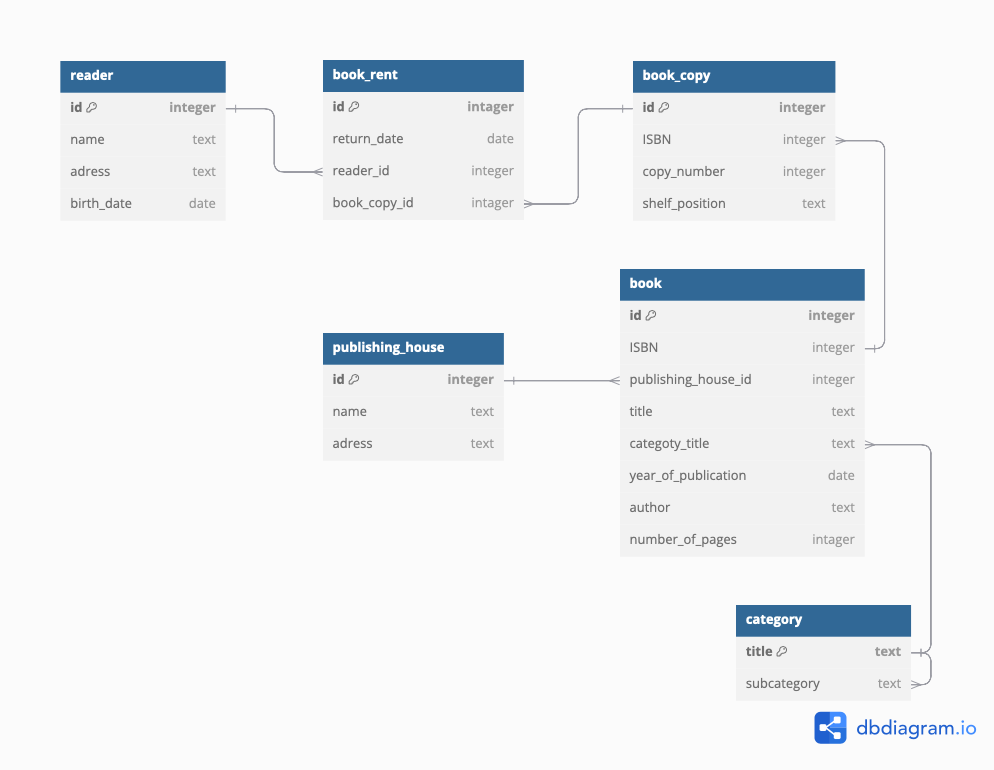 reader
id integer
name text
adress text
birth_date date
book_rent
id intager
return_date date
reader_id integer
book_copy_id intager
book_copy
id integer
ISBN integer
copy_number integer
shelf_position text
publishing_house
id integer
name text
adress text
book
id integer
ISBN integer
publishing_house_id integer
title text
categoty_title text
year_of_publication date
author text
number_of_pages intager
category
title text
subcategory text
dbdiagram.io